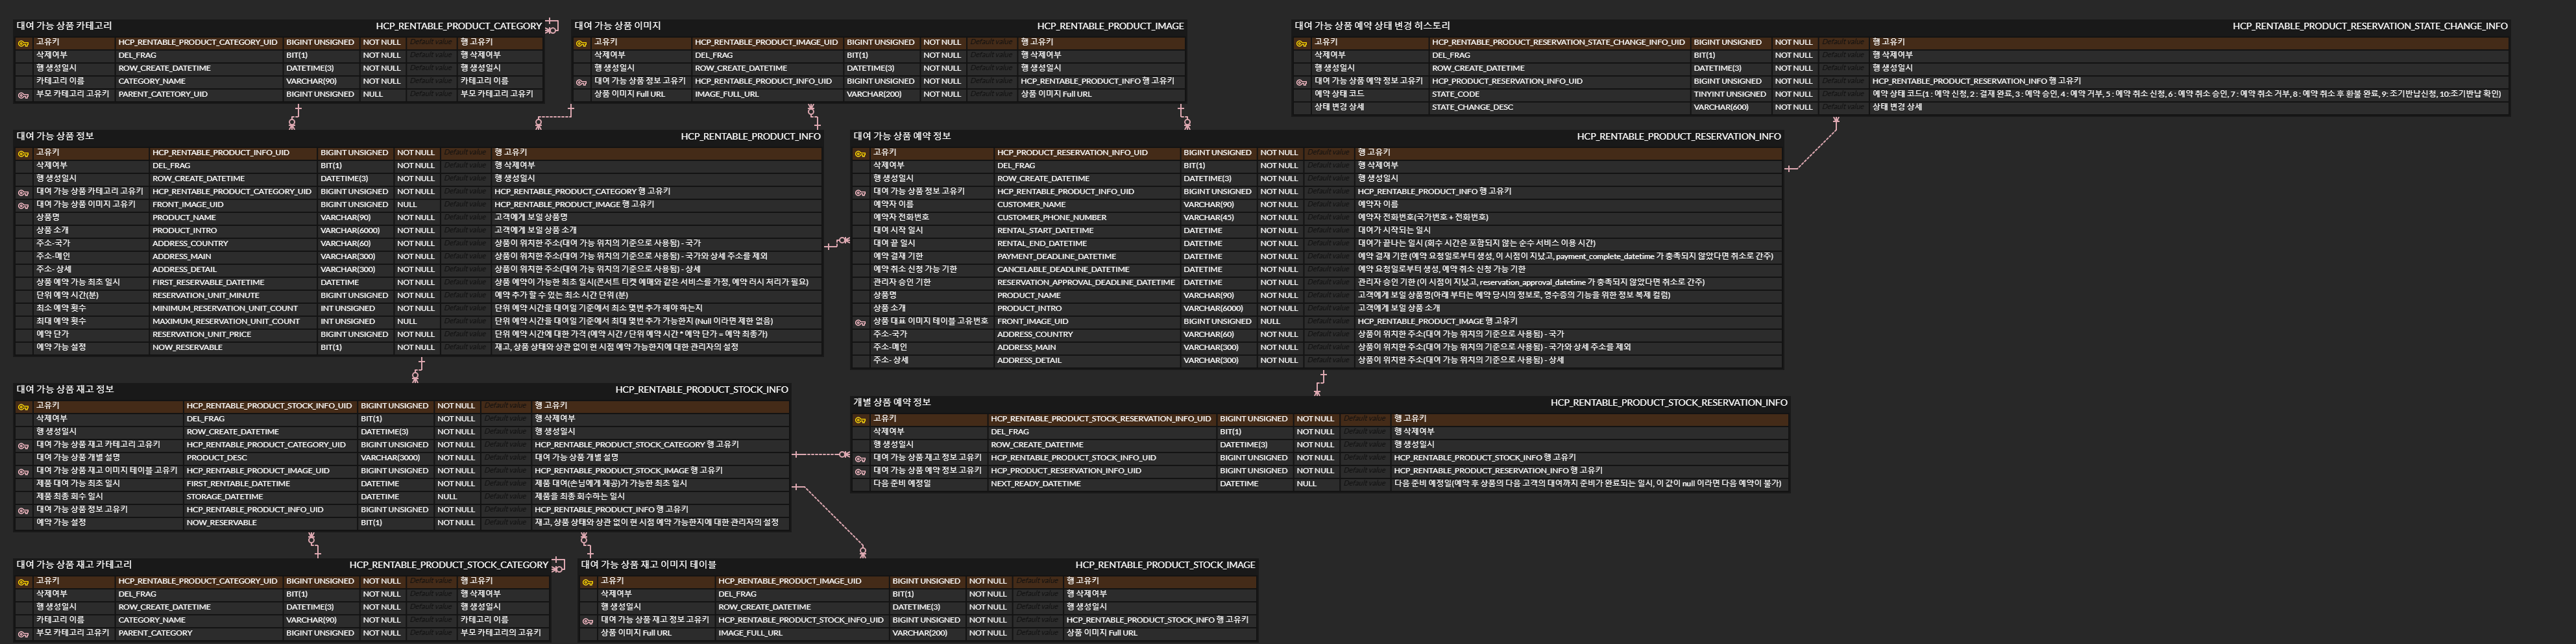 대여 가능 상품 카테고리 HCP_RENTABLE_PRODUCT_CATEGORY
고유키 HCP_RENTABLE_PRODUCT_CATEGORY_UID BIGINT UNSIGNED NOT NULL Default value 행 고유키
삭제여부 DEL_FRAG BIT(1) NOT NULL Default value 행 삭제여부
행 생성일시 ROW_CREATE_DATETIME DATETIME(3) NOT NULL Default value 행 생성일시
카테고리 이름 CATEGORY_NAME VARCHAR(90) NOT NULL Default value 카테고리 이름
부모 카테고리 고유키 PARENT_CATETORY_UID BIGINT UNSIGNED NULL Default value 부모 카테고리 고유키
대여 가능 상품 이미지 HCP_RENTABLE_PRODUCT_IMAGE
고유키 HCP_RENTABLE_PRODUCT_IMAGE_UID BIGINT UNSIGNED NOT NULL Default value 행 고유키
삭제여부 DEL_FRAG BIT(1) NOT NULL Default value 행 삭제여부
행 생성일시 ROW_CREATE_DATETIME DATETIME(3) NOT NULL Default value 행 생성일시
대여 가능 상품 정보 고유키 HCP_RENTABLE_PRODUCT_INFO_UID BIGINT UNSIGNED NOT NULL Default value HCP_RENTABLE_PRODUCT_INFO 행 고유키
상품 이미지 Full URL IMAGE_FULL_URL VARCHAR(200) NOT NULL Default value 상품 이미지 Full URL
대여 가능 상품 예약 상태 변경 히스토리 HCP_RENTABLE_PRODUCT_RESERVATION_STATE_CHANGE_INFO
고유키 HCP_RENTABLE_PRODUCT_RESERVATION_STATE_CHANGE_INFO_UID BIGINT UNSIGNED NOT NULL Default value 행 고유키
삭제여부 DEL_FRAG BIT(1) NOT NULL Default value 행 삭제여부
행 생성일시 ROW_CREATE_DATETIME DATETIME(3) NOT NULL Default value 행 생성일시
대여 가능 상품 예약 정보 고유키 HCP_PRODUCT_RESERVATION_INFO_UID BIGINT UNSIGNED NOT NULL Default value HCP_RENTABLE_PRODUCT_RESERVATION_INFO 행 고유키
예약 상태 코드 STATE_CODE TINYINT UNSIGNED NOT NULL Default value 예약 상태 코드(1 : 예약 신청, 2 : 결재 완료, 3 : 예약 승인, 4 : 예약 거부, 5 : 예약 취소 신청, 6 : 예약 취소 승인, 7 : 예약 취소 거부, 8 : 예약 취소 후 환불 완료, 9: 조기반납신청, 10:조기반납 확인)
상태 변경 상세 STATE_CHANGE_DESC VARCHAR(600) NOT NULL Default value 상태 변경 상세
대여 가능 상품 정보 HCP_RENTABLE_PRODUCT_INFO
고유키 HCP_RENTABLE_PRODUCT_INFO_UID BIGINT UNSIGNED NOT NULL Default value 행 고유키
삭제여부 DEL_FRAG BIT(1) NOT NULL Default value 행 삭제여부
행 생성일시 ROW_CREATE_DATETIME DATETIME(3) NOT NULL Default value 행 생성일시
대여 가능 상품 카테고리 고유키 HCP_RENTABLE_PRODUCT_CATEGORY_UID BIGINT UNSIGNED NOT NULL Default value HCP_RENTABLE_PRODUCT_CATEGORY 행 고유키
대여 가능 상품 이미지 고유키 FRONT_IMAGE_UID BIGINT UNSIGNED NULL Default value HCP_RENTABLE_PRODUCT_IMAGE 행 고유키
상품명 PRODUCT_NAME VARCHAR(90) NOT NULL Default value 고객에게 보일 상품명
상품 소개 PRODUCT_INTRO VARCHAR(6000) NOT NULL Default value 고객에게 보일 상품 소개
주소-국가 ADDRESS_COUNTRY VARCHAR(60) NOT NULL Default value 상품이 위치한 주소(대여 가능 위치의 기준으로 사용됨) - 국가
주소-메인 ADDRESS_MAIN VARCHAR(300) NOT NULL Default value 상품이 위치한 주소(대여 가능 위치의 기준으로 사용됨) - 국가와 상세 주소를 제외
주소- 상세 ADDRESS_DETAIL VARCHAR(300) NOT NULL Default value 상품이 위치한 주소(대여 가능 위치의 기준으로 사용됨) - 상세
상품 예약 가능 최초 일시 FIRST_RESERVABLE_DATETIME DATETIME NOT NULL Default value 상품 예약이 가능한 최초 일시(콘서트 티켓 예매와 같은 서비스를 가정, 예약 러시 처리가 필요)
단위 예약 시간(분) RESERVATION_UNIT_MINUTE BIGINT UNSIGNED NOT NULL Default value 예약 추가 할 수 있는 최소 시간 단위 (분)
최소 예약 횟수 MINIMUM_RESERVATION_UNIT_COUNT INT UNSIGNED NOT NULL Default value 단위 예약 시간을 대여일 기준에서 최소 몇번 추가 해야 하는지
최대 예약 횟수 MAXIMUM_RESERVATION_UNIT_COUNT INT UNSIGNED NULL Default value 단위 예약 시간을 대여일 기준에서 최대 몇번 추가 가능한지 (Null 이라면 제한 없음)
예약 단가 RESERVATION_UNIT_PRICE BIGINT UNSIGNED NOT NULL Default value 단위 예약 시간에 대한 가격 (예약 시간 / 단위 예약 시간 * 예약 단가 = 예약 최종가)
예약 가능 설정 NOW_RESERVABLE BIT(1) NOT NULL Default value 재고, 상품 상태와 상관 없이 현 시점 예약 가능한지에 대한 관리자의 설정
대여 가능 상품 예약 정보 HCP_RENTABLE_PRODUCT_RESERVATION_INFO
고유키 HCP_PRODUCT_RESERVATION_INFO_UID BIGINT UNSIGNED NOT NULL Default value 행 고유키
삭제여부 DEL_FRAG BIT(1) NOT NULL Default value 행 삭제여부
행 생성일시 ROW_CREATE_DATETIME DATETIME(3) NOT NULL Default value 행 생성일시
대여 가능 상품 정보 고유키 HCP_RENTABLE_PRODUCT_INFO_UID BIGINT UNSIGNED NOT NULL Default value HCP_RENTABLE_PRODUCT_INFO 행 고유키
예약자 이름 CUSTOMER_NAME VARCHAR(90) NOT NULL Default value 예약자 이름
예약자 전화번호 CUSTOMER_PHONE_NUMBER VARCHAR(45) NOT NULL Default value 예약자 전화번호(국가번호 + 전화번호)
대여 시작 일시 RENTAL_START_DATETIME DATETIME NOT NULL Default value 대여가 시작되는 일시
대여 끝 일시 RENTAL_END_DATETIME DATETIME NOT NULL Default value 대여가 끝나는 일시 (회수 시간은 포함되지 않는 순수 서비스 이용 시간)
예약 결재 기한 PAYMENT_DEADLINE_DATETIME DATETIME NOT NULL Default value 예약 결재 기한 (예약 요청일로부터 생성, 이 시점이 지났고, payment_complete_datetime 가 충족되지 않았다면 취소로 간주)
예약 취소 신청 가능 기한 CANCELABLE_DEADLINE_DATETIME DATETIME NOT NULL Default value 예약 요청일로부터 생성, 예약 취소 신청 가능 기한
관리자 승인 기한 RESERVATION_APPROVAL_DEADLINE_DATETIME DATETIME NOT NULL Default value 관리자 승인 기한 (이 시점이 지났고, reservation_approval_datetime 가 충족되지 않았다면 취소로 간주)
상품명 PRODUCT_NAME VARCHAR(90) NOT NULL Default value 고객에게 보일 상품명(아래 부터는 예약 당시의 정보로, 영수증의 기능을 위한 정보 복제 컬럼)
상품 소개 PRODUCT_INTRO VARCHAR(6000) NOT NULL Default value 고객에게 보일 상품 소개
상품 대표 이미지 테이블 고유번호 FRONT_IMAGE_UID BIGINT UNSIGNED NULL Default value HCP_RENTABLE_PRODUCT_IMAGE 행 고유키
주소-국가 ADDRESS_COUNTRY VARCHAR(60) NOT NULL Default value 상품이 위치한 주소(대여 가능 위치의 기준으로 사용됨) - 국가
주소-메인 ADDRESS_MAIN VARCHAR(300) NOT NULL Default value 상품이 위치한 주소(대여 가능 위치의 기준으로 사용됨) - 국가와 상세 주소를 제외
주소- 상세 ADDRESS_DETAIL VARCHAR(300) NOT NULL Default value 상품이 위치한 주소(대여 가능 위치의 기준으로 사용됨) - 상세
대여 가능 상품 재고 정보 HCP_RENTABLE_PRODUCT_STOCK_INFO
고유키 HCP_RENTABLE_PRODUCT_STOCK_INFO_UID BIGINT UNSIGNED NOT NULL Default value 행 고유키
삭제여부 DEL_FRAG BIT(1) NOT NULL Default value 행 삭제여부
행 생성일시 ROW_CREATE_DATETIME DATETIME(3) NOT NULL Default value 행 생성일시
대여 가능 상품 재고 카테고리 고유키 HCP_RENTABLE_PRODUCT_CATEGORY_UID BIGINT UNSIGNED NOT NULL Default value HCP_RENTABLE_PRODUCT_STOCK_CATEGORY 행 고유키
대여 가능 상품 개별 설명 PRODUCT_DESC VARCHAR(3000) NOT NULL Default value 대여 가능 상품 개별 설명
대여 가능 상품 재고 이미지 테이블 고유키 HCP_RENTABLE_PRODUCT_IMAGE_UID BIGINT UNSIGNED NOT NULL Default value HCP_RENTABLE_PRODUCT_STOCK_IMAGE 행 고유키
제품 대여 가능 최초 일시 FIRST_RENTABLE_DATETIME DATETIME NOT NULL Default value 제품 대여(손님에게 제공)가 가능한 최초 일시
제품 최종 회수 일시 STORAGE_DATETIME DATETIME NULL Default value 제품을 최종 회수하는 일시
대여 가능 상품 정보 고유키 HCP_RENTABLE_PRODUCT_INFO_UID BIGINT UNSIGNED NOT NULL Default value HCP_RENTABLE_PRODUCT_INFO 행 고유키
예약 가능 설정 NOW_RESERVABLE BIT(1) NOT NULL Default value 재고, 상품 상태와 상관 없이 현 시점 예약 가능한지에 대한 관리자의 설정
개별 상품 예약 정보 HCP_RENTABLE_PRODUCT_STOCK_RESERVATION_INFO
고유키 HCP_RENTABLE_PRODUCT_STOCK_RESERVATION_INFO_UID BIGINT UNSIGNED NOT NULL Default value 행 고유키
삭제여부 DEL_FRAG BIT(1) NOT NULL Default value 행 삭제여부
행 생성일시 ROW_CREATE_DATETIME DATETIME(3) NOT NULL Default value 행 생성일시
대여 가능 상품 재고 정보 고유키 HCP_RENTABLE_PRODUCT_STOCK_INFO_UID BIGINT UNSIGNED NOT NULL Default value HCP_RENTABLE_PRODUCT_STOCK_INFO 행 고유키
대여 가능 상품 예약 정보 고유키 HCP_PRODUCT_RESERVATION_INFO_UID BIGINT UNSIGNED NOT NULL Default value HCP_RENTABLE_PRODUCT_RESERVATION_INFO 행 고유키
다음 준비 예정일 NEXT_READY_DATETIME DATETIME NULL Default value 다음 준비 예정일(예약 후 상품의 다음 고객의 대여까지 준비가 완료되는 일시, 이 값이 null 이라면 다음 예약이 불가)
대여 가능 상품 재고 카테고리 HCP_RENTABLE_PRODUCT_STOCK_CATEGORY
고유키 HCP_RENTABLE_PRODUCT_CATEGORY_UID BIGINT UNSIGNED NOT NULL Default value 행 고유키
삭제여부 DEL_FRAG BIT(1) NOT NULL Default value 행 삭제여부
행 생성일시 ROW_CREATE_DATETIME DATETIME(3) NOT NULL Default value 행 생성일시
카테고리 이름 CATEGORY_NAME VARCHAR(90) NOT NULL Default value 카테고리 이름
부모 카테고리 고유키 PARENT_CATEGORY BIGINT UNSIGNED NOT NULL Default value 부모 카테고리의 고유키
대여 가능 상품 재고 이미지 테이블 HCP_RENTABLE_PRODUCT_STOCK_IMAGE
고유키 HCP_RENTABLE_PRODUCT_IMAGE_UID BIGINT UNSIGNED NOT NULL Default value 행 고유키
삭제여부 DEL_FRAG BIT(1) NOT NULL Default value 행 삭제여부
행 생성일시 ROW_CREATE_DATETIME DATETIME(3) NOT NULL Default value 행 생성일시
대여 가능 상품 재고 정보 고유키 HCP_RENTABLE_PRODUCT_STOCK_INFO_UID BIGINT UNSIGNED NOT NULL Default value HCP_RENTABLE_PRODUCT_STOCK_INFO 행 고유키
상품 이미지 Full URL IMAGE_FULL_URL VARCHAR(200) NOT NULL Default value 상품 이미지 Full URL